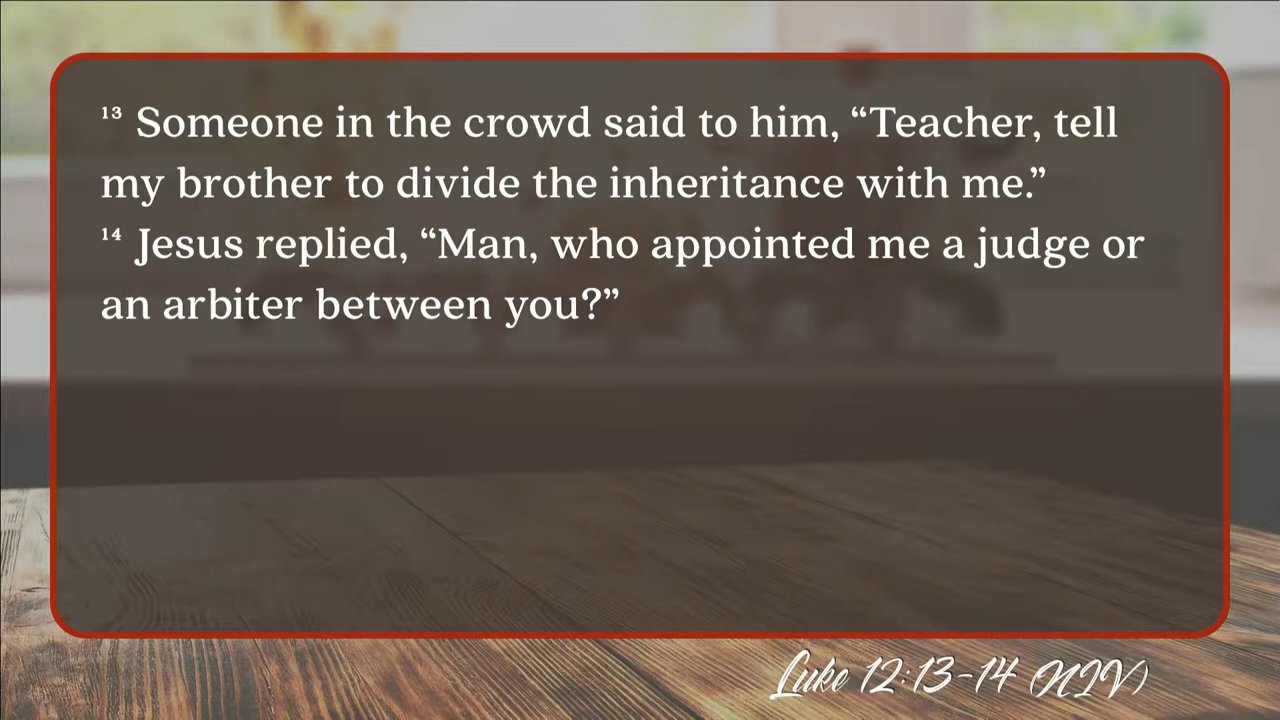 ¹³ Someone in the crowd said to him, “Teacher, tell
my brother to divide the inheritance with me.”
¹⁴ Jesus replied, “Man, who appointed me a judge or
an arbiter between you?”
Luke 12:13-14 (NIV)